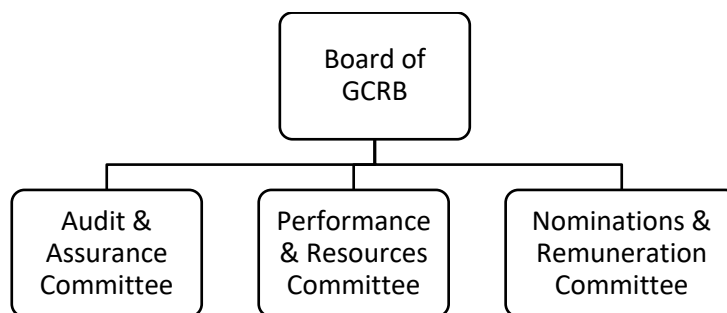 Board of
GCRB
Audit &
Assurance
Committee
Performance
& Resources
Committee
Nominations &
Remuneration
Committee